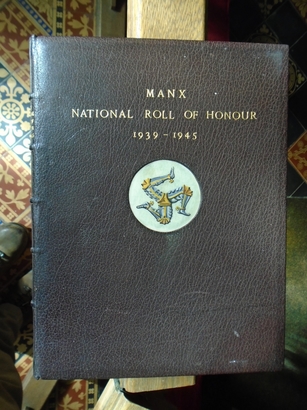 MANX
NATIONAL ROLL OF HONOUR
1939 - 1945